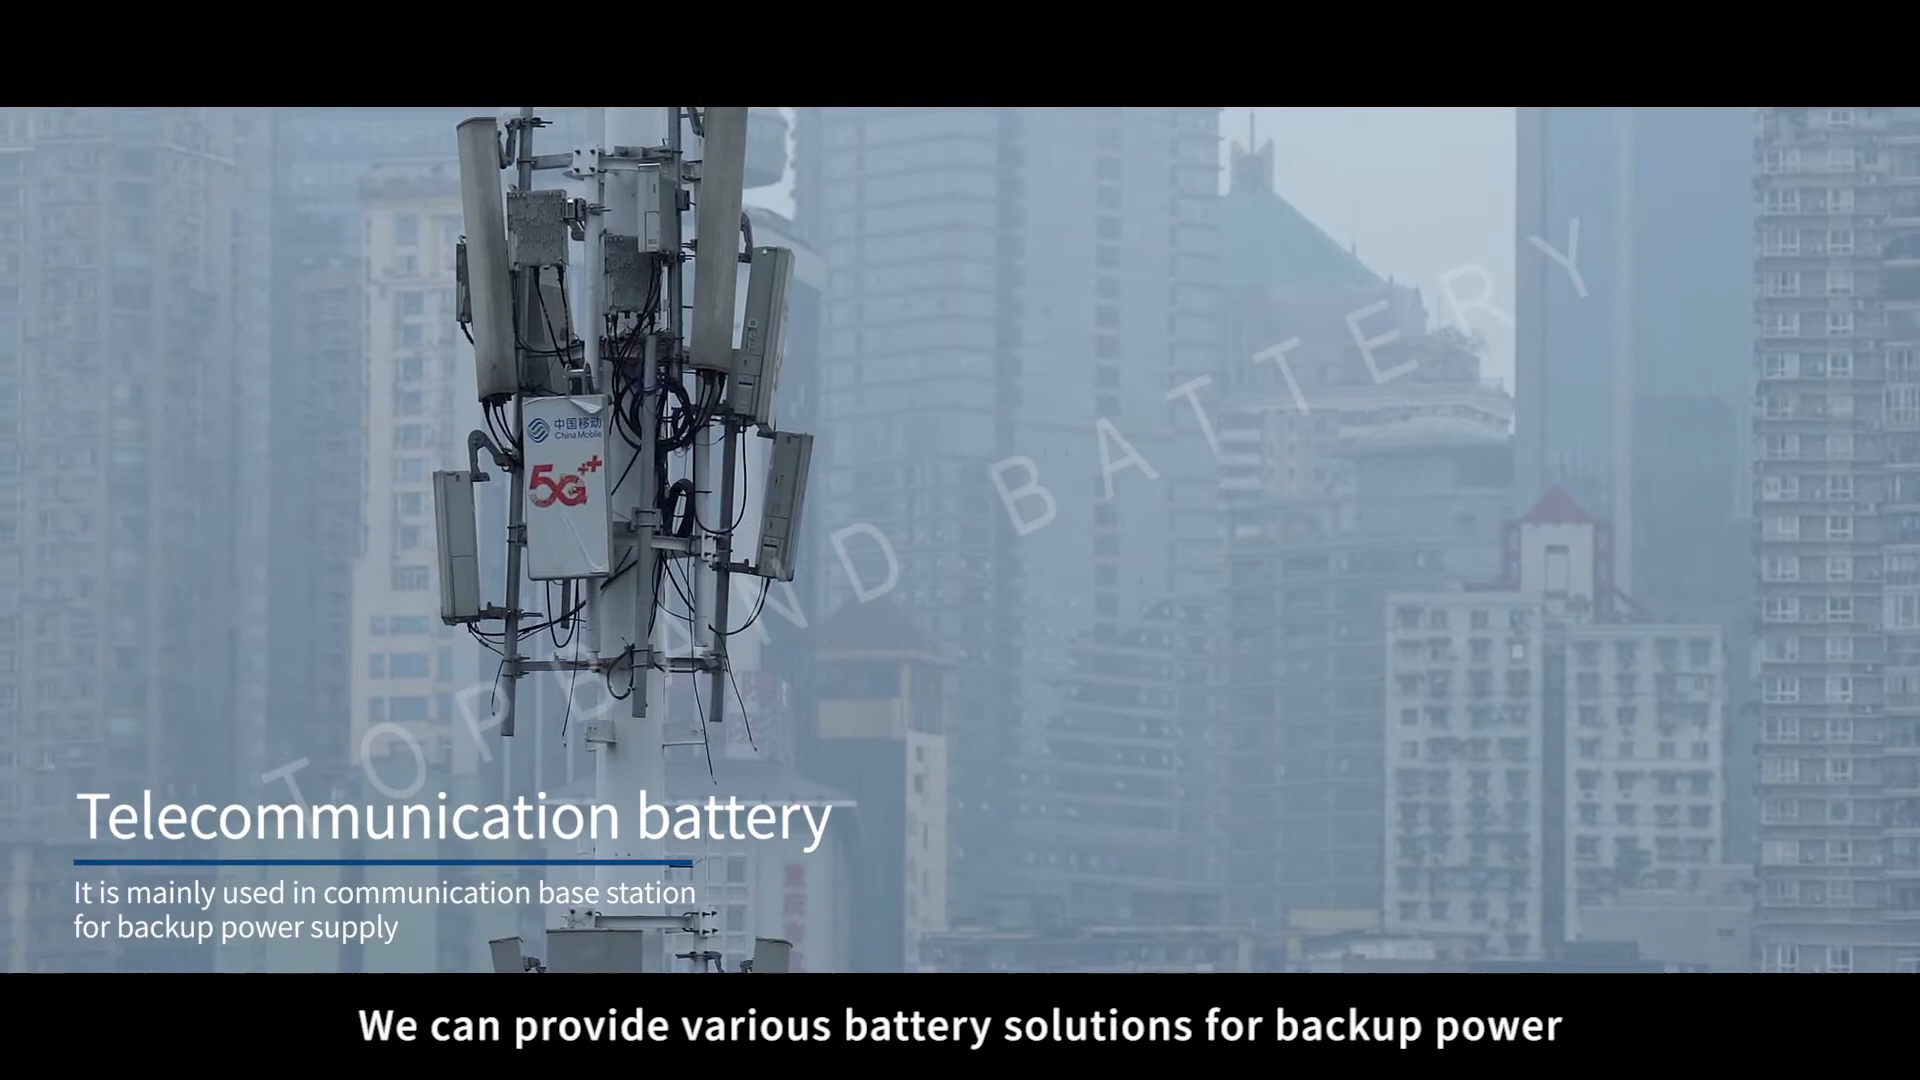 中国移动
China Mobile
5G++
TOPBAND BATTERY
Telecommunication battery
It is mainly used in communication base station
for backup power supply
We can provide various battery solutions for backup power